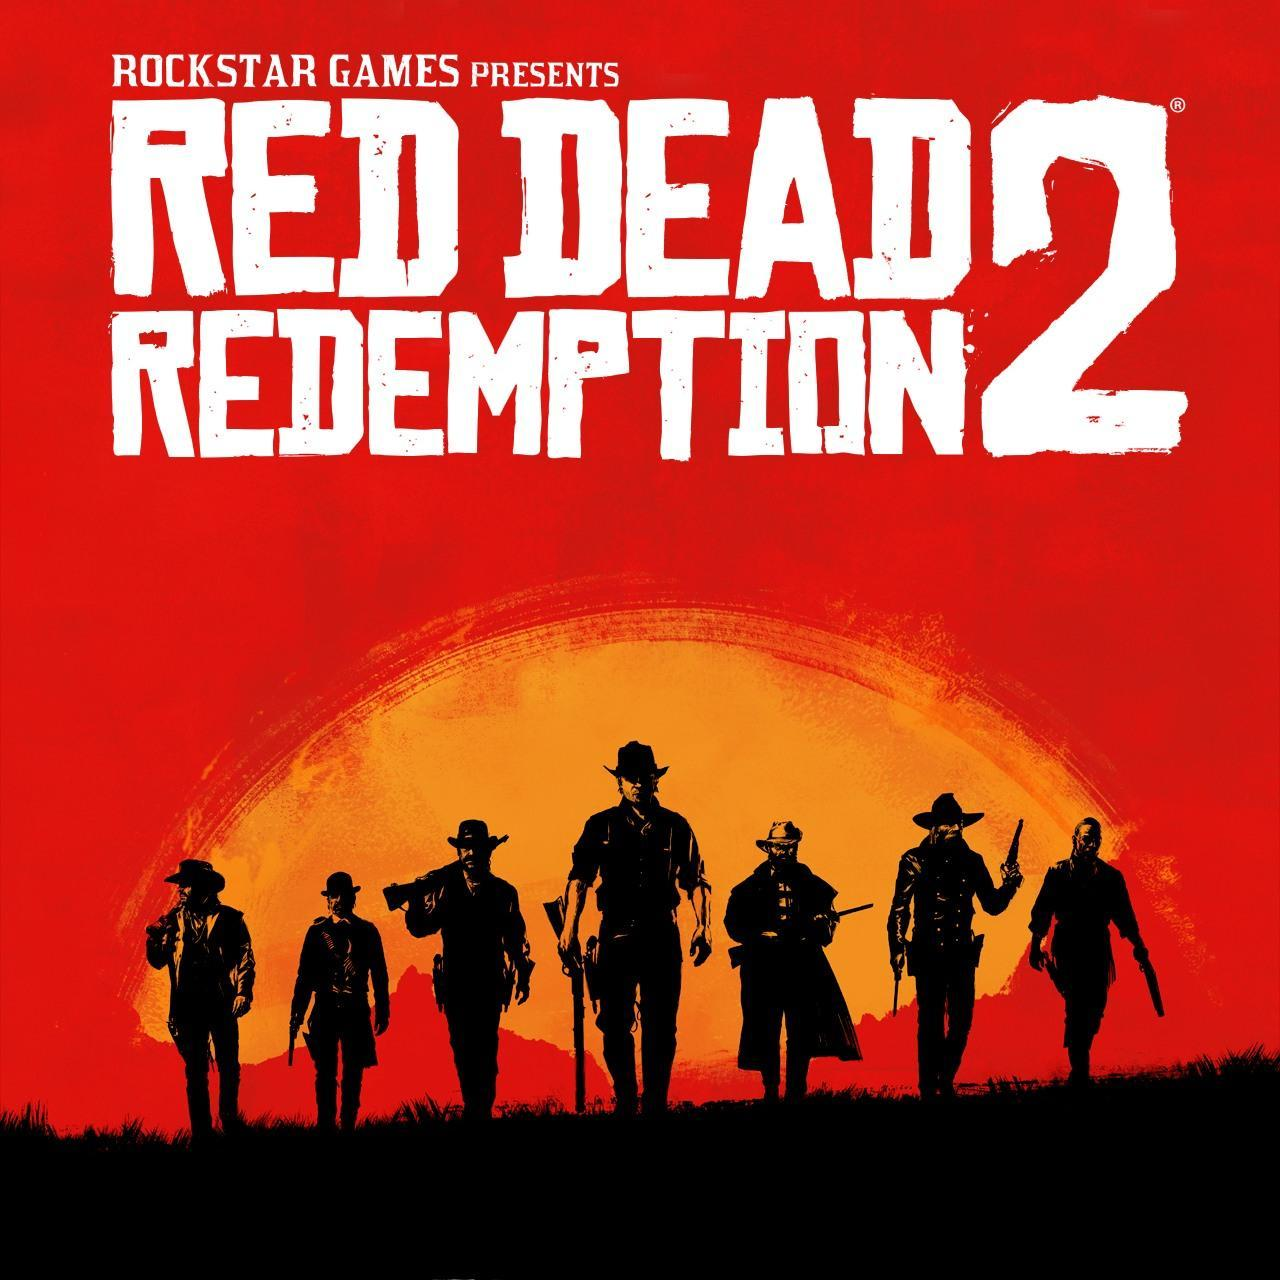 ROCKSTAR GAMES PRESENTS
RED DEAD
REDEMPTION 2
®